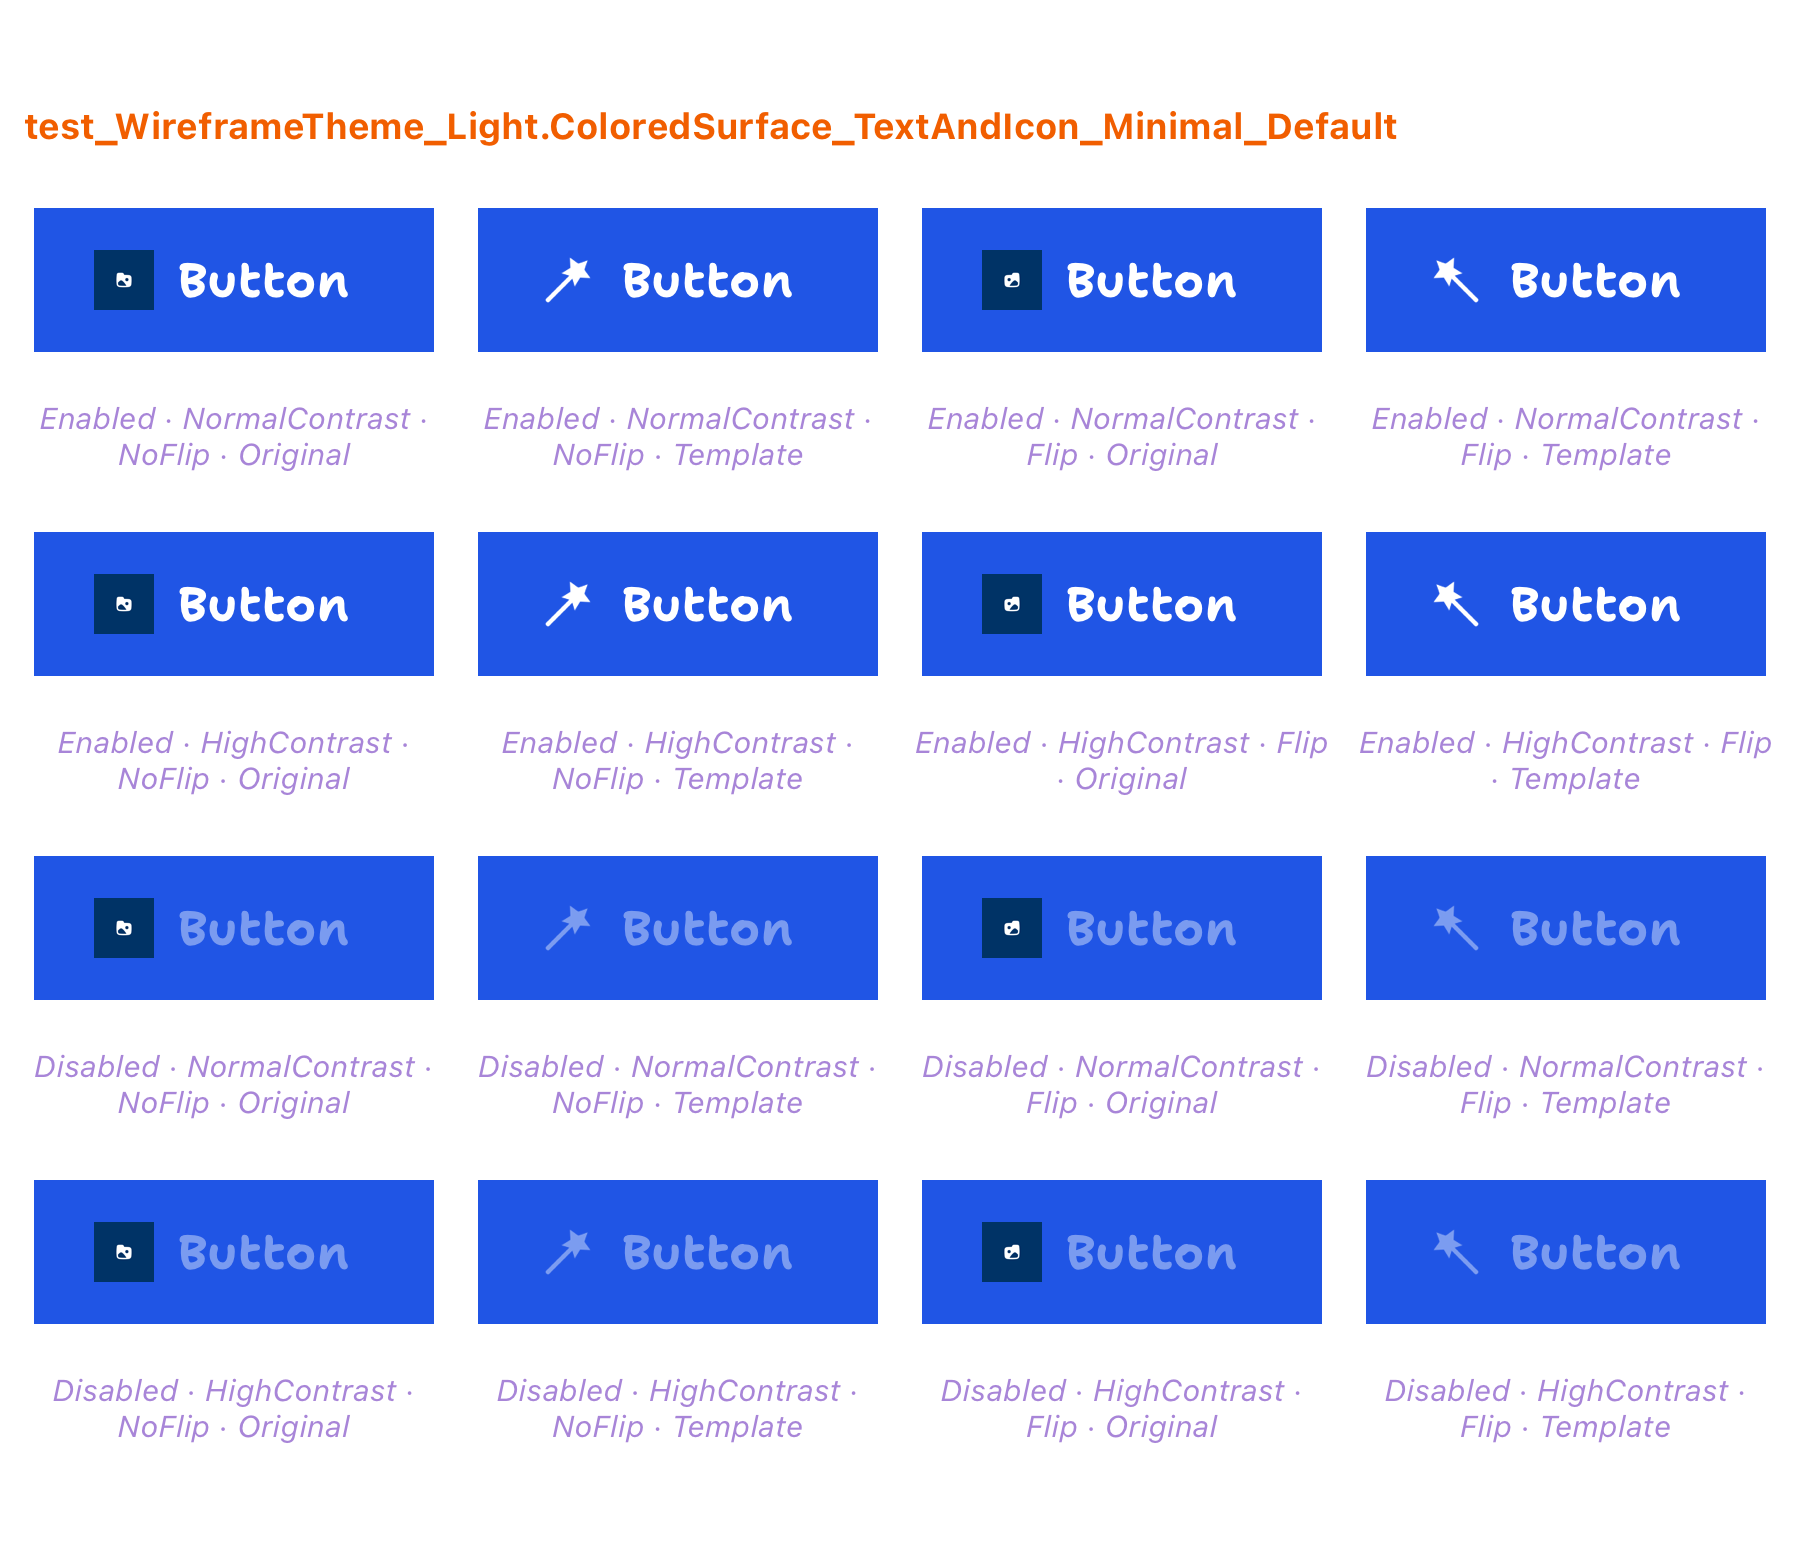 test_WireframeTheme_Light.ColoredSurface_TextAndIcon_Minimal_Default
Button
Button
Button
Button
Enabled · NormalContrast ·
NoFlip · Original
Enabled · NormalContrast ·
NoFlip · Template
Enabled · NormalContrast ·
Flip · Original
Enabled · NormalContrast ·
Flip · Template
Button
Button
Button
Button
Enabled · HighContrast ·
NoFlip · Original
Enabled · HighContrast ·
NoFlip · Template
Enabled · HighContrast · Flip
· Original
Enabled · HighContrast · Flip
· Template
Button
Button
Button
Button
Disabled · NormalContrast ·
NoFlip · Original
Disabled · NormalContrast ·
NoFlip · Template
Disabled · NormalContrast ·
Flip · Original
Disabled · NormalContrast ·
Flip · Template
Button
Button
Button
Button
Disabled · HighContrast ·
NoFlip · Original
Disabled · HighContrast ·
NoFlip · Template
Disabled · HighContrast ·
Flip · Original
Disabled · HighContrast ·
Flip · Template